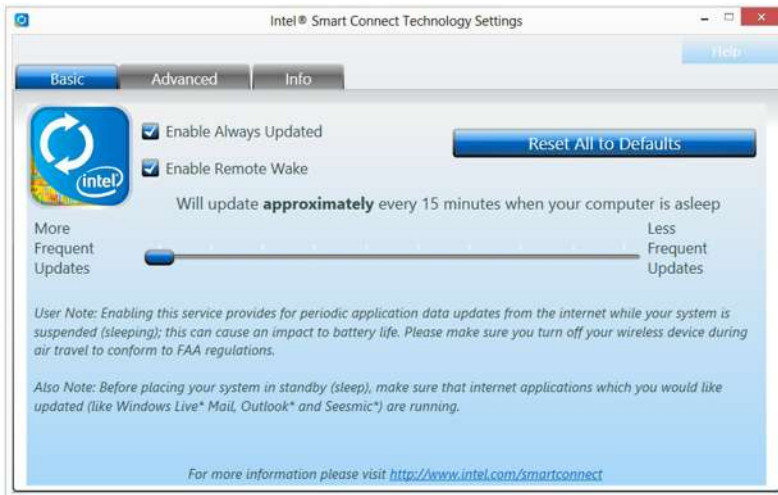 Intel® Smart Connect Technology Settings
Help
Basic
Advanced
Info
Enable Always Updated
Reset All to Defaults
Enable Remote Wake
Will update approximately every 15 minutes when your computer is asleep
More
Frequent
Updates
Less
Frequent
Updates
User Note: Enabling this service provides for periodic application data updates from the internet while your system is
suspended (sleeping); this can cause an impact to battery life. Please make sure you turn off your wireless device during
air travel to conform to FAA regulations.
Also Note: Before placing your system in standby (sleep), make sure that internet applications which you would like
updated (like Windows Live* Mail, Outlook* and Seesmic*) are running.
For more information please visit http://www.intel.com/smartconnect
(intel)